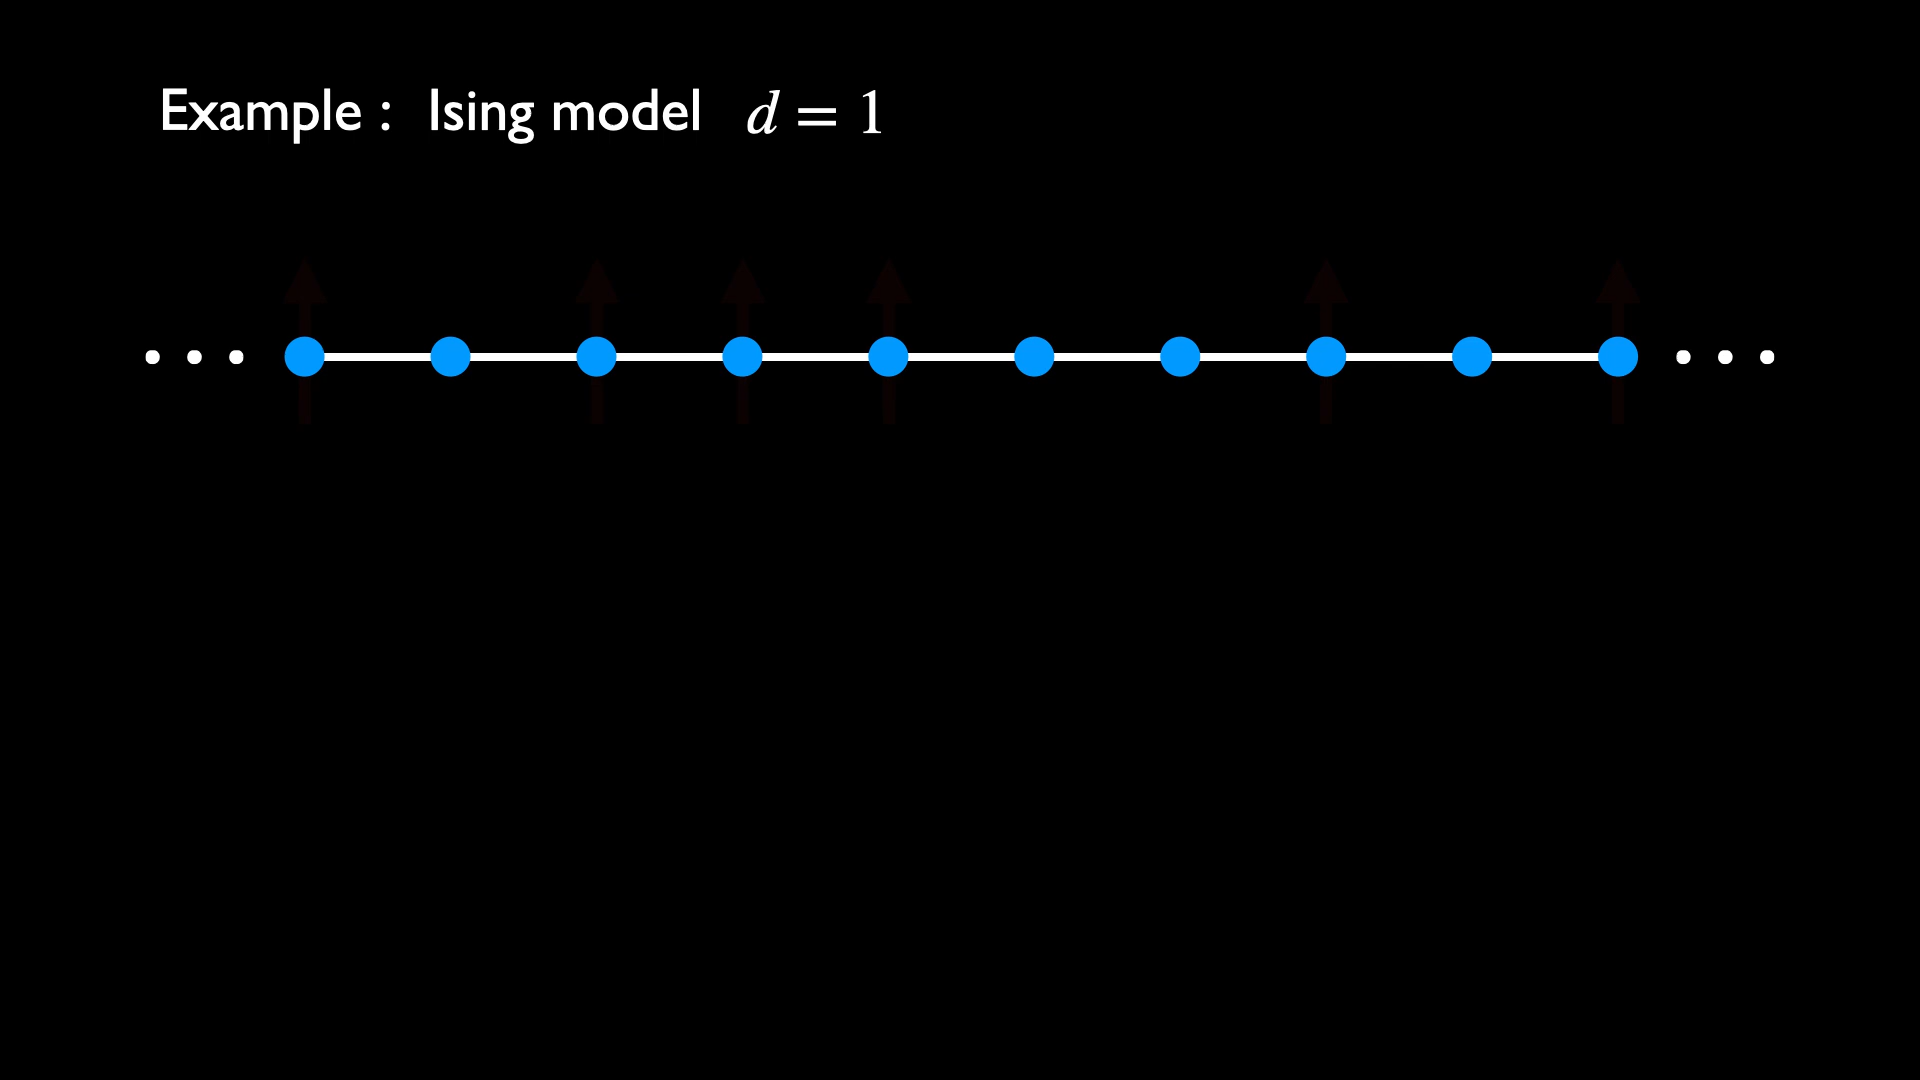 Example : Ising model d = 1